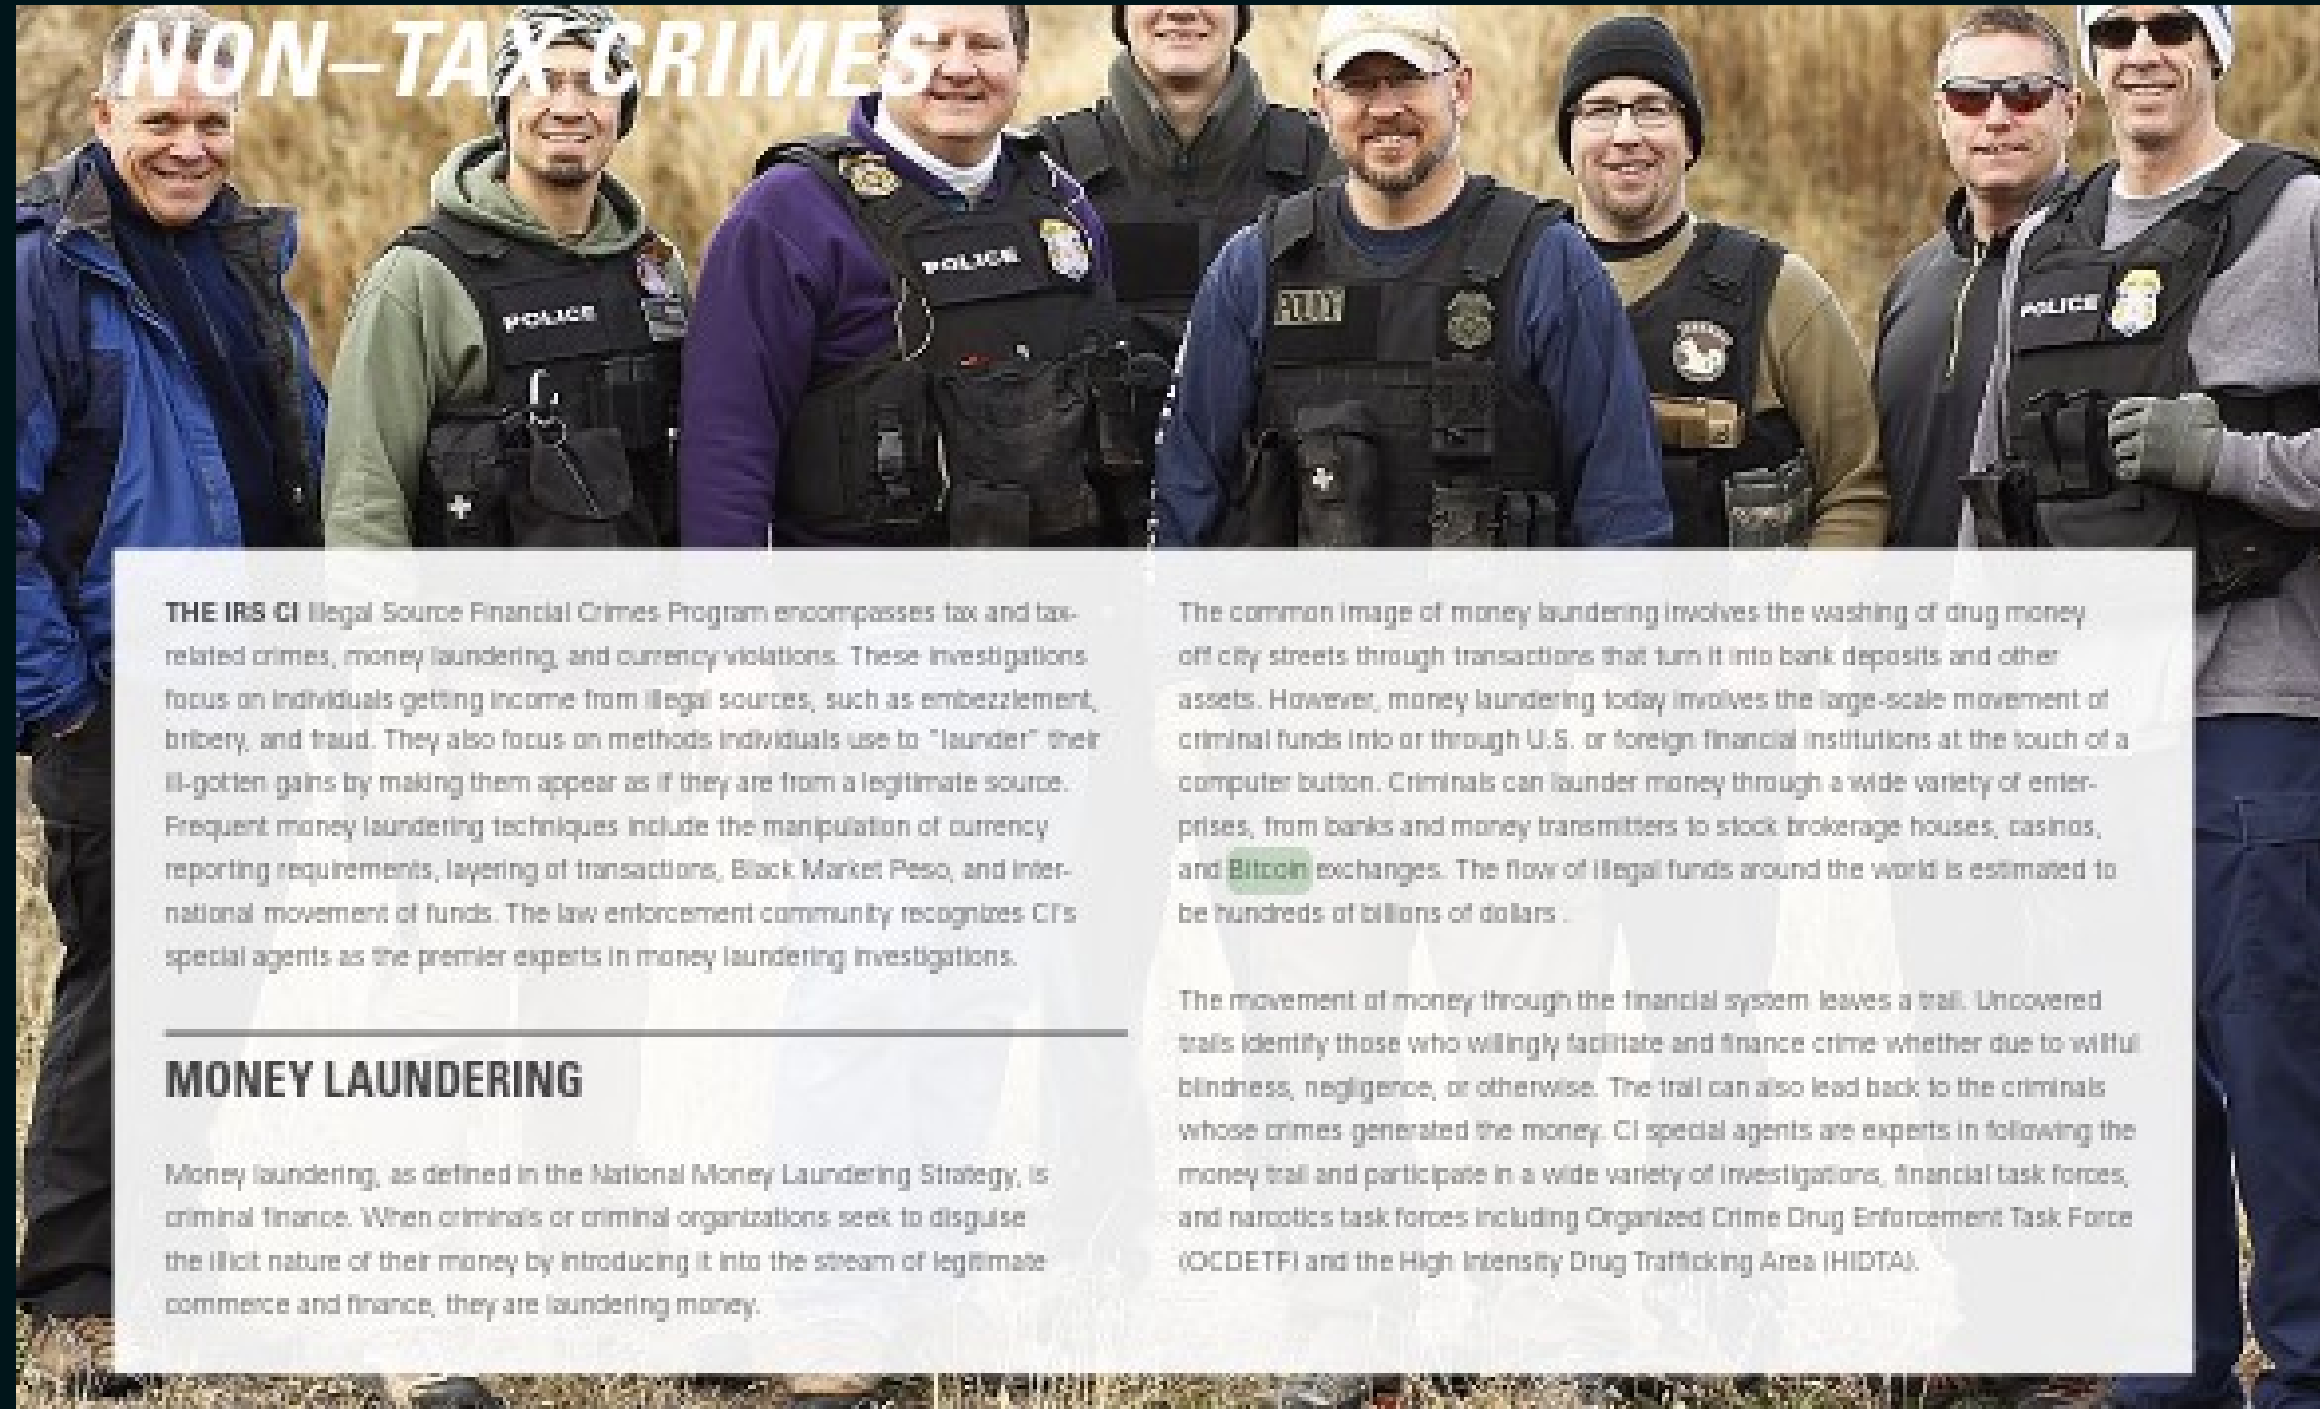 NON–TAX CRIMES
POLICE
POLICE
POLICE
POLICE
THE IRS CI Illegal Source Financial Crimes Program encompasses tax and tax-
related crimes, money laundering, and currency violations. These investigations
focus on individuals getting income from illegal sources, such as embezzlement,
bribery, and fraud. They also focus on methods individuals use to "launder" their
ill-gotten gains by making them appear as if they are from a legitimate source.
Frequent money laundering techniques include the manipulation of currency
reporting requirements, layering of transactions, Black Market Peso, and inter-
national movement of funds. The law enforcement community recognizes CI's
special agents as the premier experts in money laundering investigations.
MONEY LAUNDERING
Money laundering, as defined in the National Money Laundering Strategy, is
criminal finance. When criminals or criminal organizations seek to disguise
the illicit nature of their money by introducing it into the stream of legitimate
commerce and finance, they are laundering money.
The common image of money laundering involves the washing of drug money
off city streets through transactions that turn it into bank deposits and other
assets. However, money laundering today involves the large-scale movement of
criminal funds into or through U.S. or foreign financial institutions at the touch of a
computer button. Criminals can launder money through a wide variety of enter-
prises, from banks and money transmitters to stock brokerage houses, casinos,
and Bitcoin exchanges. The flow of illegal funds around the world is estimated to
be hundreds of billions of dollars .
The movement of money through the financial system leaves a trail. Uncovered
trails identify those who willingly facilitate and finance crime whether due to willful
blindness, negligence, or otherwise. The trail can also lead back to the criminals
whose crimes generated the money. CI special agents are experts in following the
money trail and participate in a wide variety of investigations, financial task forces,
and narcotics task forces including Organized Crime Drug Enforcement Task Force
(OCDETF) and the High Intensity Drug Trafficking Area (HIDTA).